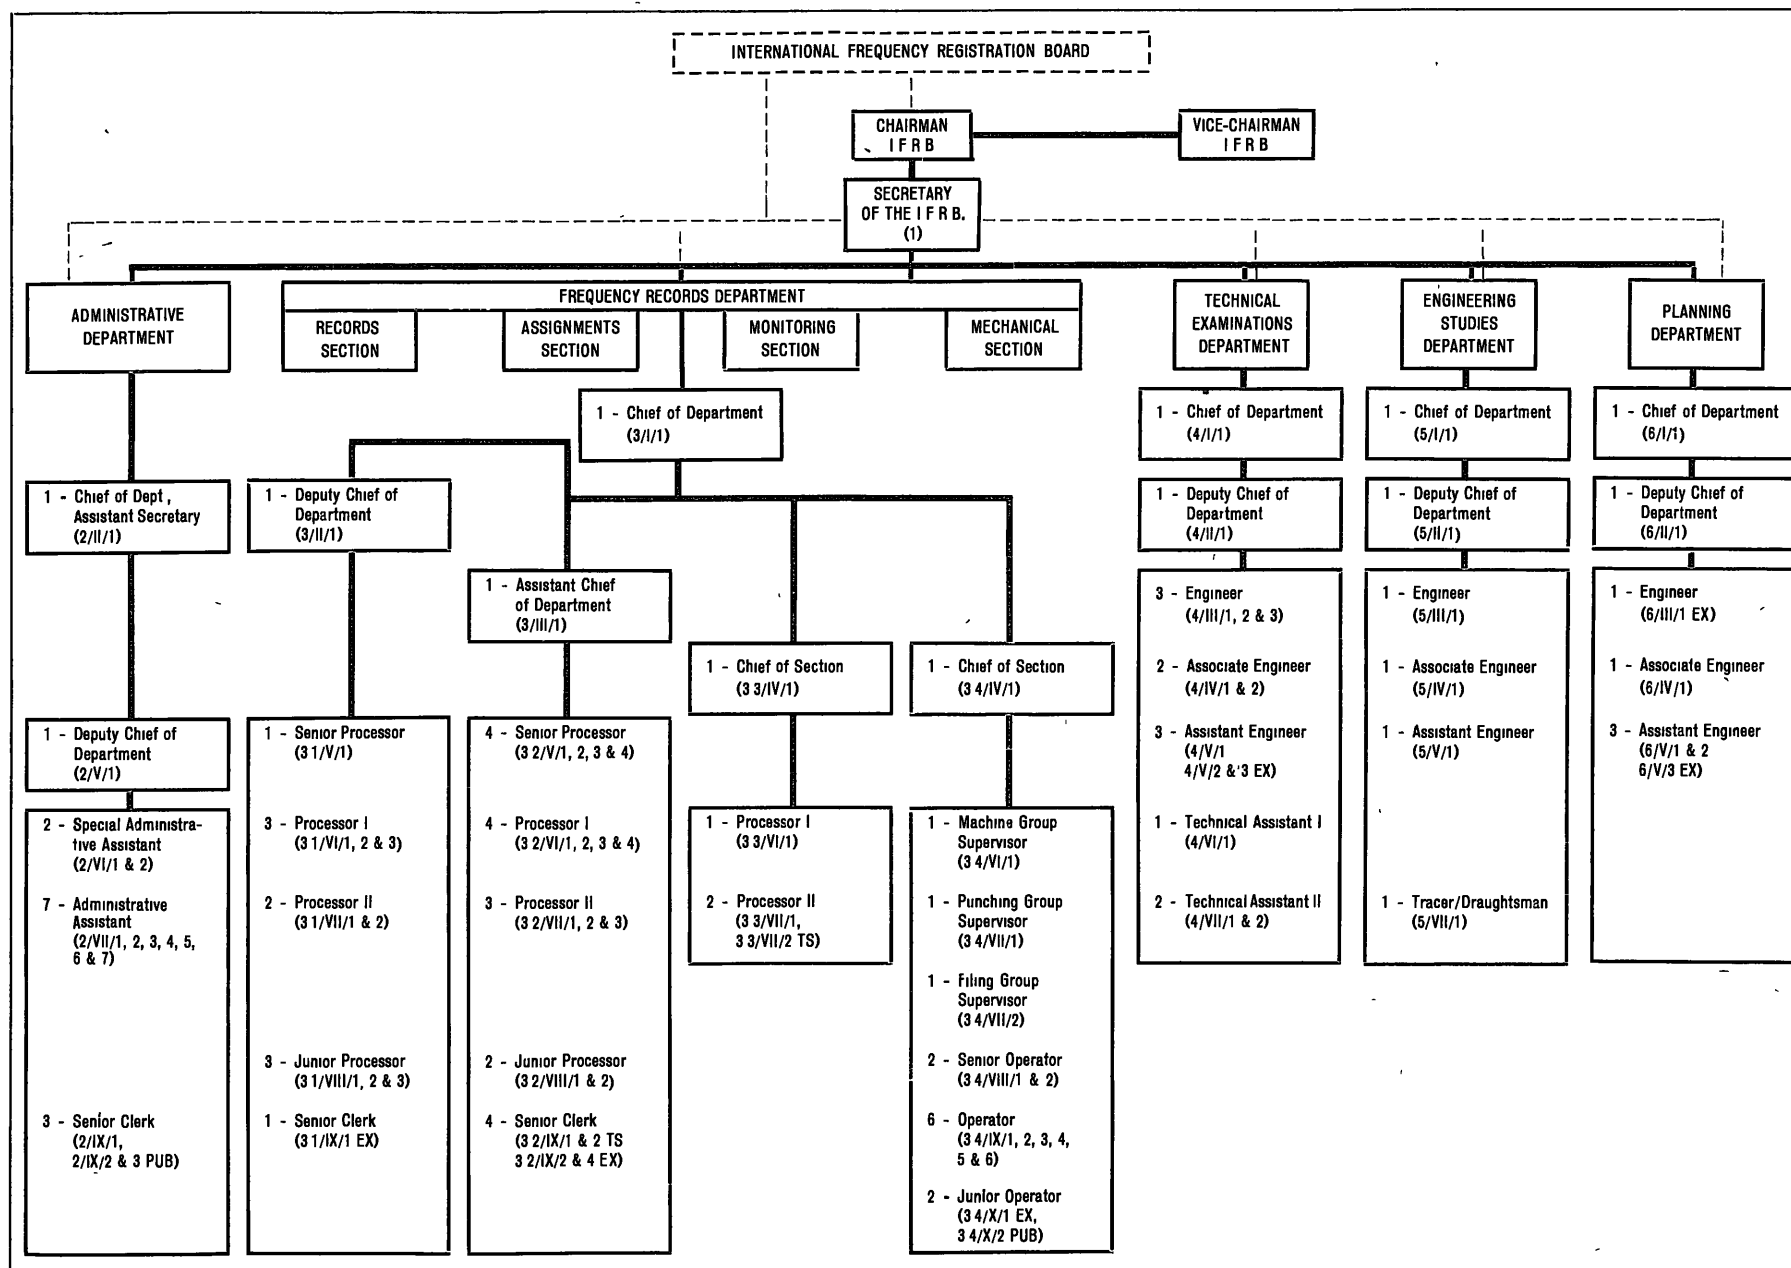 INTERNATIONAL FREQUENCY REGISTRATION BOARD
CHAIRMAN
I F R B
VICE-CHAIRMAN
I F R B
SECRETARY
OF THE I F R B.
(1)
ADMINISTRATIVE
DEPARTMENT
FREQUENCY RECORDS DEPARTMENT
RECORDS
SECTION
ASSIGNMENTS
SECTION
MONITORING
SECTION
MECHANICAL
SECTION
TECHNICAL
EXAMINATIONS
DEPARTMENT
ENGINEERING
STUDIES
DEPARTMENT
PLANNING
DEPARTMENT
1 - Chief of Dept ,
Assistant Secretary
(2/II/1)
1 - Deputy Chief of
Department
(2/V/1)
2 - Special Administra-
tive Assistant
(2/VI/1 & 2)
7 - Administrative
Assistant
(2/VII/1, 2, 3, 4, 5,
6 & 7)
3 - Senior Clerk
(2/IX/1,
2/IX/2 & 3 PUB)
1 - Chief of Department
(3/I/1)
1 - Deputy Chief of
Department
(3/II/1)
1 - Senior Processor
(3 1/V/1)
3 - Processor I
(3 1/VI/1, 2 & 3)
2 - Processor II
(3 1/VII/1 & 2)
3 - Junior Processor
(3 1/VIII/1, 2 & 3)
1 - Senior Clerk
(3 1/IX/1 EX)
1 - Assistant Chief
of Department
(3/III/1)
4 - Senior Processor
(3 2/V/1, 2, 3 & 4)
4 - Processor I
(3 2/VI/1, 2, 3 & 4)
3 - Processor II
(3 2/VII/1, 2 & 3)
2 - Junior Processor
(3 2/VIII/1 & 2)
4 - Senior Clerk
(3 2/IX/1 & 2 TS
3 2/IX/2 & 4 EX)
1 - Chief of Section
(3 3/IV/1)
1 - Processor I
(3 3/VI/1)
2 - Processor II
(3 3/VII/1,
3 3/VII/2 TS)
1 - Chief of Section
(3 4/IV/1)
1 - Machine Group
Supervisor
(3 4/VI/1)
1 - Punching Group
Supervisor
(3 4/VII/1)
1 - Filing Group
Supervisor
(3 4/VII/2)
2 - Senior Operator
(3 4/VIII/1 & 2)
6 - Operator
(3 4/IX/1, 2, 3, 4,
5 & 6)
2 - Junior Operator
(3 4/X/1 EX,
3 4/X/2 PUB)
1 - Chief of Department
(4/I/1)
1 - Deputy Chief of
Department
(4/II/1)
3 - Engineer
(4/III/1, 2 & 3)
2 - Associate Engineer
(4/IV/1 & 2)
3 - Assistant Engineer
(4/V/1
4/V/2 & 3 EX)
1 - Technical Assistant I
(4/VI/1)
2 - Technical Assistant II
(4/VII/1 & 2)
1 - Chief of Department
(5/I/1)
1 - Deputy Chief of
Department
(5/II/1)
1 - Engineer
(5/III/1)
1 - Associate Engineer
(5/IV/1)
1 - Assistant Engineer
(5/V/1)
1 - Tracer/Draughtsman
(5/VII/1)
1 - Chief of Department
(6/I/1)
1 - Deputy Chief of
Department
(6/II/1)
1 - Engineer
(6/III/1 EX)
1 - Associate Engineer
(6/IV/1)
3 - Assistant Engineer
(6/V/1 & 2
6/V/3 EX)